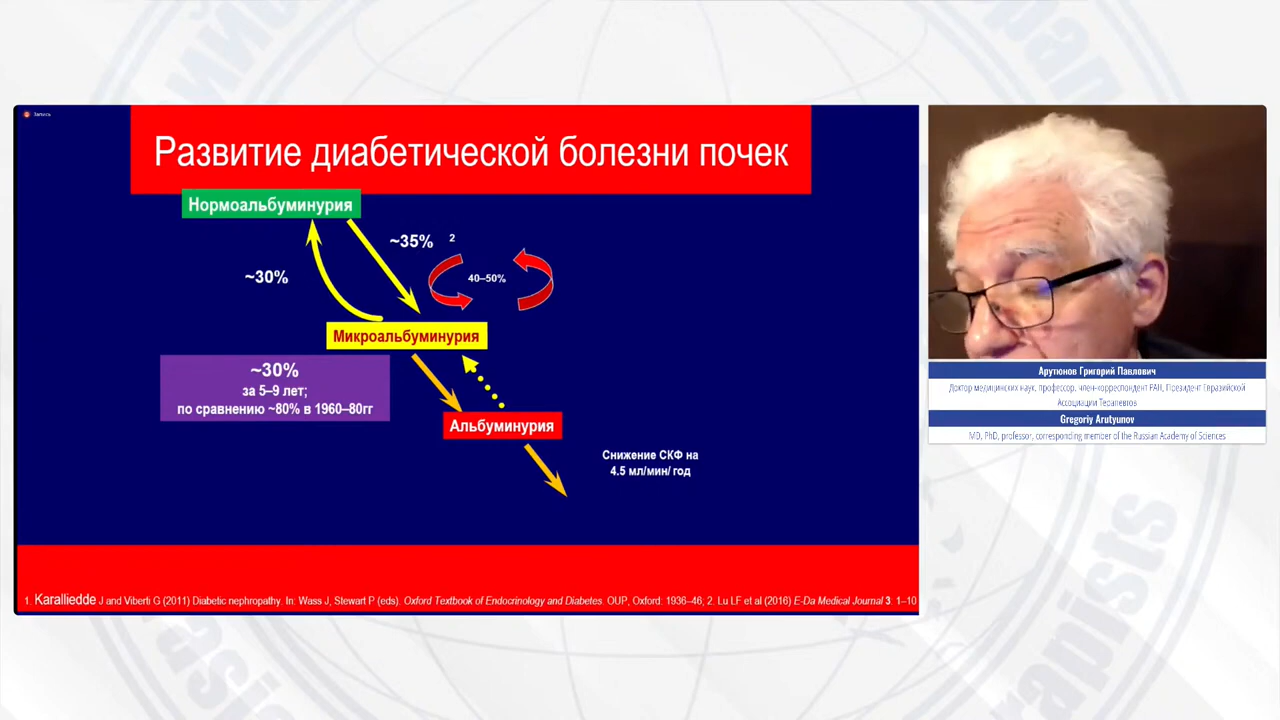 Запись
Развитие диабетической болезни почек
Нормоальбуминурия
~35% 2
~30%
40–50%
Микроальбуминурия
~30%
за 5–9 лет;
по сравнению ~80% в 1960–80гг
Альбуминурия
Снижение СКФ на
4.5 мл/мин/ год
1. Karalliedde J and Viberti G (2011) Diabetic nephropathy. In: Wass J, Stewart P (eds). Oxford Textbook of Endocrinology and Diabetes. OUP, Oxford: 1936–46; 2. Lu LF et al (2016) E-Da Medical Journal 3: 1–10
Арутюнов Григорий Павлович
Доктор медицинских наук, профессор, член-корреспондент РАН, Президент Евразийской
Ассоциации Терапевтов
Gregoriy Arutyunov
MD, PhD, professor, corresponding member of the Russian Academy of Sciences